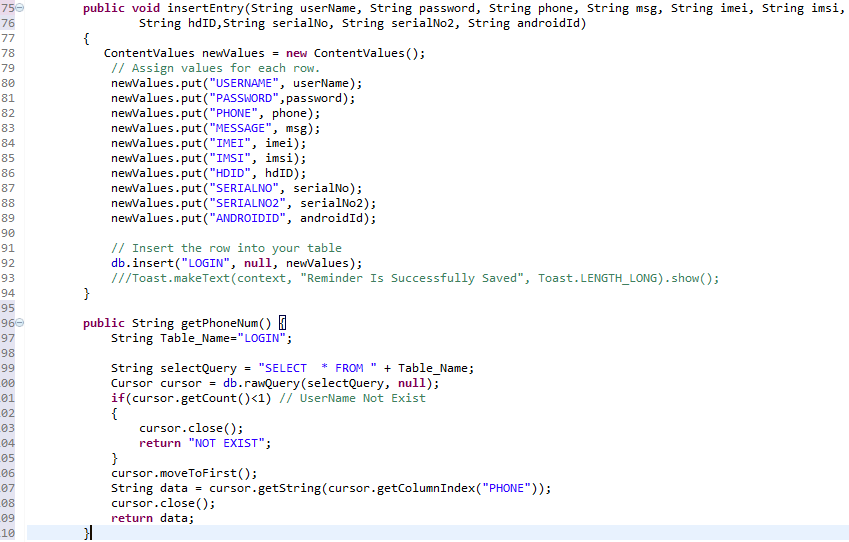 75 public void insertEntry(String userName, String password, String phone, String msg, String imei, String imsi,
76 String hdID,String serialNo, String serialNo2, String androidId)
77 {
78 ContentValues newValues = new ContentValues();
79 // Assign values for each row.
80 newValues.put("USERNAME", userName);
81 newValues.put("PASSWORD",password);
82 newValues.put("PHONE", phone);
83 newValues.put("MESSAGE", msg);
84 newValues.put("IMEI", imei);
85 newValues.put("IMSI", imsi);
86 newValues.put("HDID", hdID);
87 newValues.put("SERIALNO", serialNo);
88 newValues.put("SERIALNO2", serialNo2);
89 newValues.put("ANDROIDID", androidId);
90
91 // Insert the row into your table
92 db.insert("LOGIN", null, newValues);
93 ///Toast.makeText(context, "Reminder Is Successfully Saved", Toast.LENGTH_LONG).show();
94 }
95
96 public String getPhoneNum() {
97 String Table_Name="LOGIN";
98
99 String selectQuery = "SELECT  * FROM " + Table_Name;
00 Cursor cursor = db.rawQuery(selectQuery, null);
01 if(cursor.getCount()<1) // UserName Not Exist
02 {
03 cursor.close();
04 return "NOT EXIST";
05 }
06 cursor.moveToFirst();
07 String data = cursor.getString(cursor.getColumnIndex("PHONE"));
08 cursor.close();
09 return data;
10 }